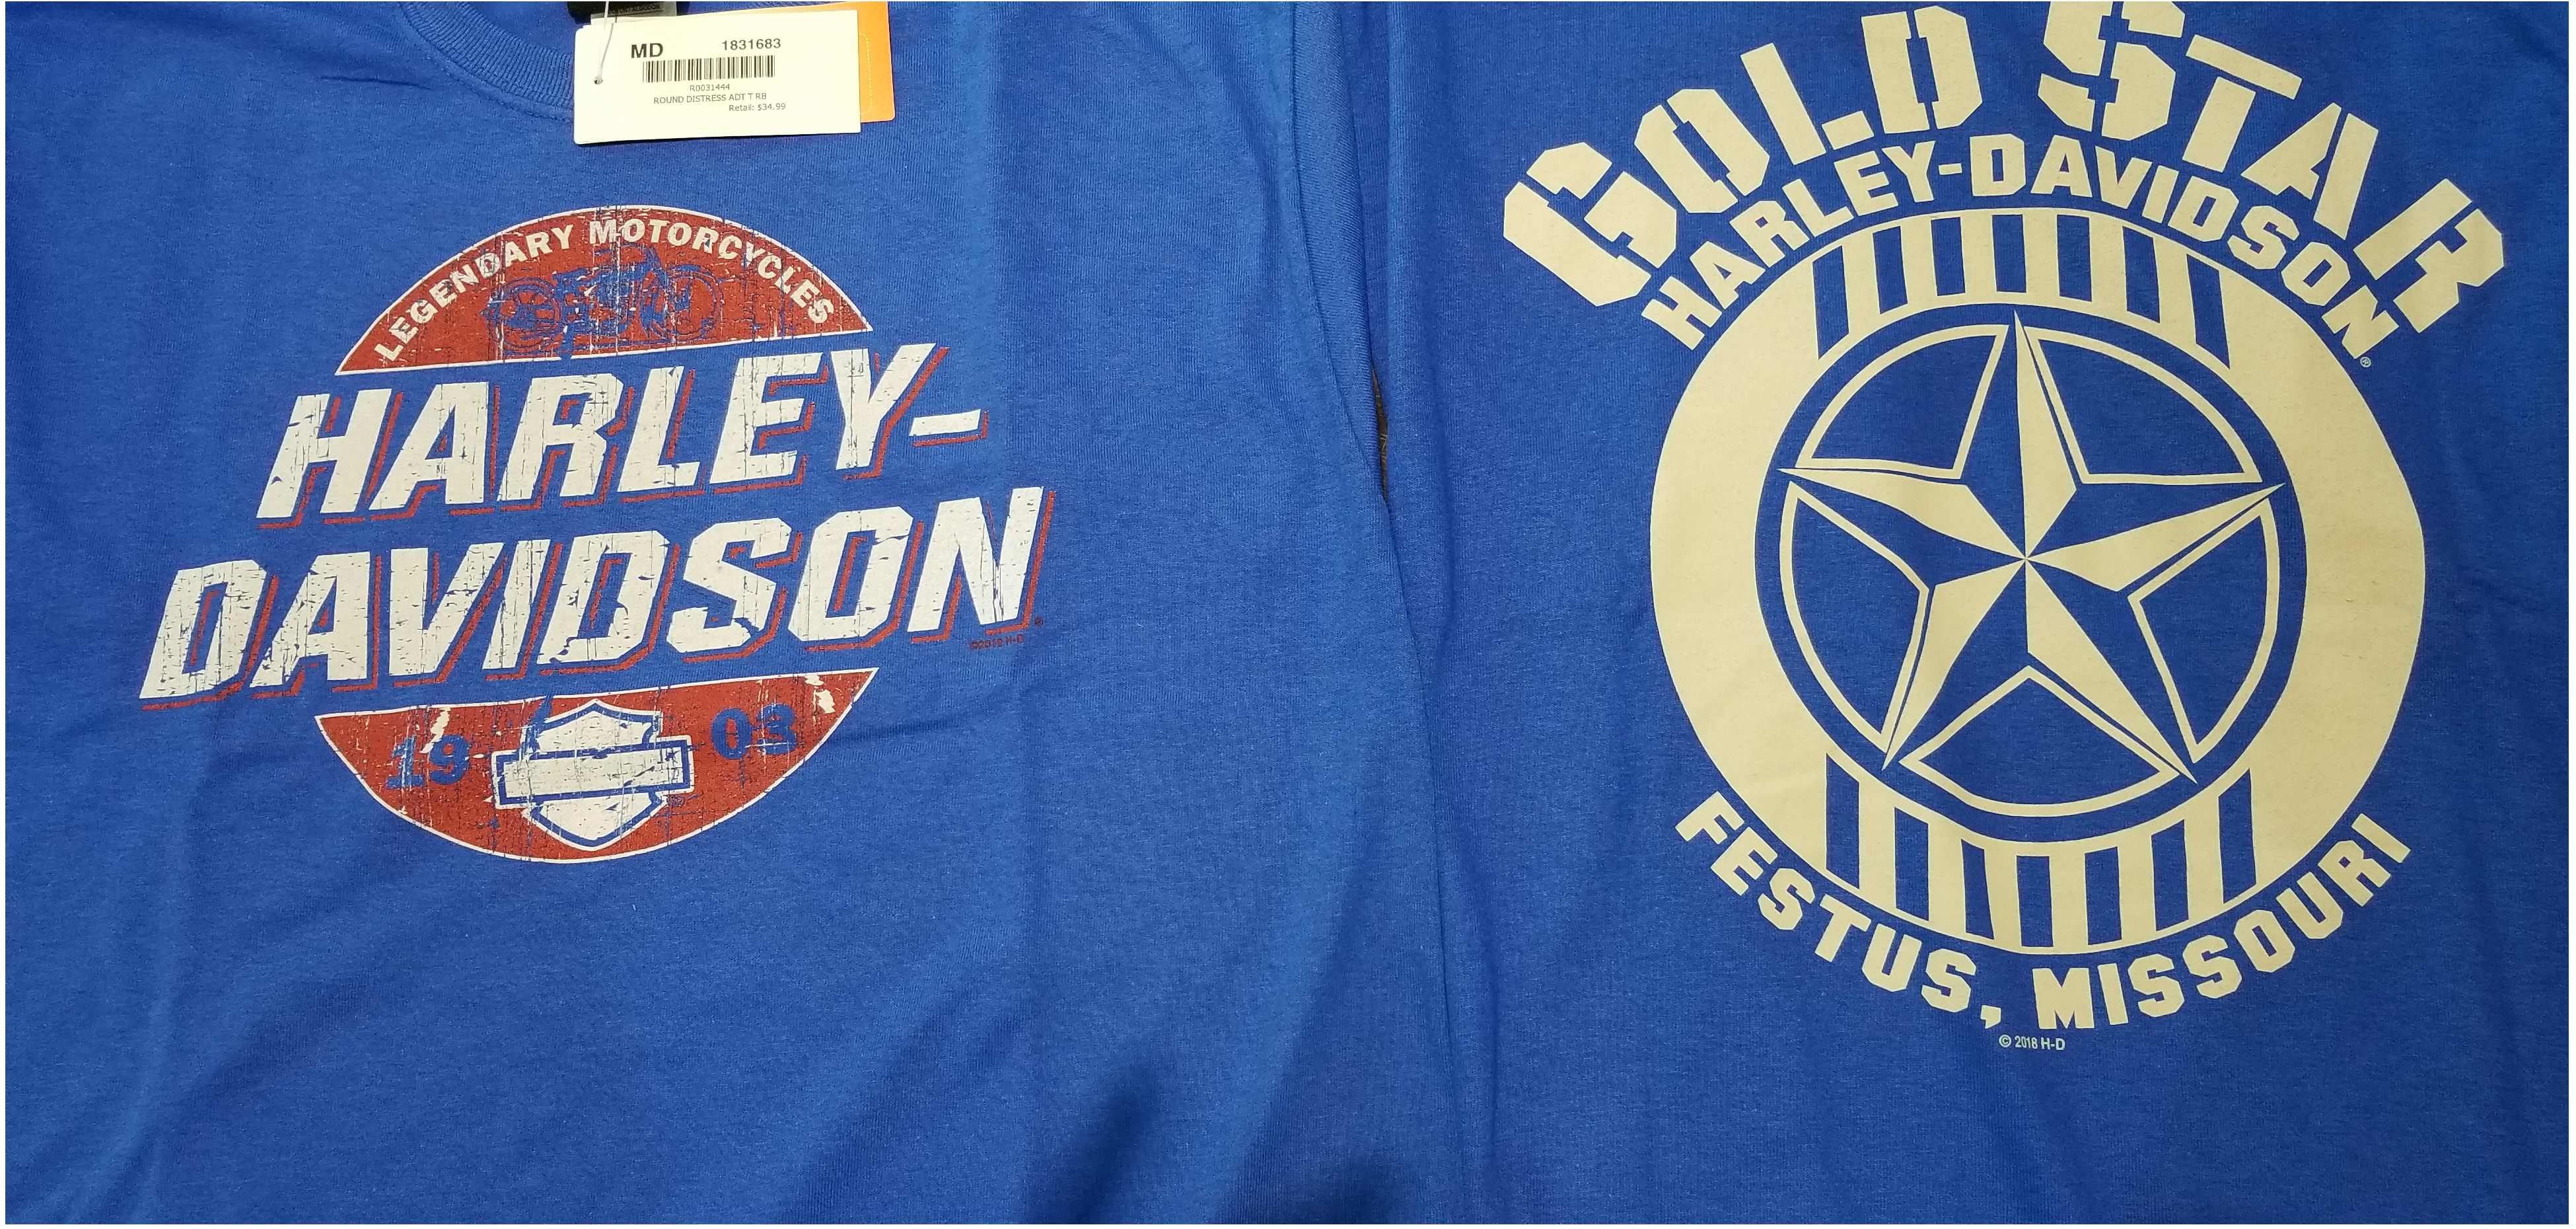 MD 1831683
R0031444
ROUND DISTRESS ADT T RB
Retail: $34.99
LEGENDARY MOTORCYCLES
HARLEY-
DAVIDSON
®
H-D
19 03
GOLD STAR
HARLEY-DAVIDSON®
FESTUS, MISSOURI
© 2018 H-D